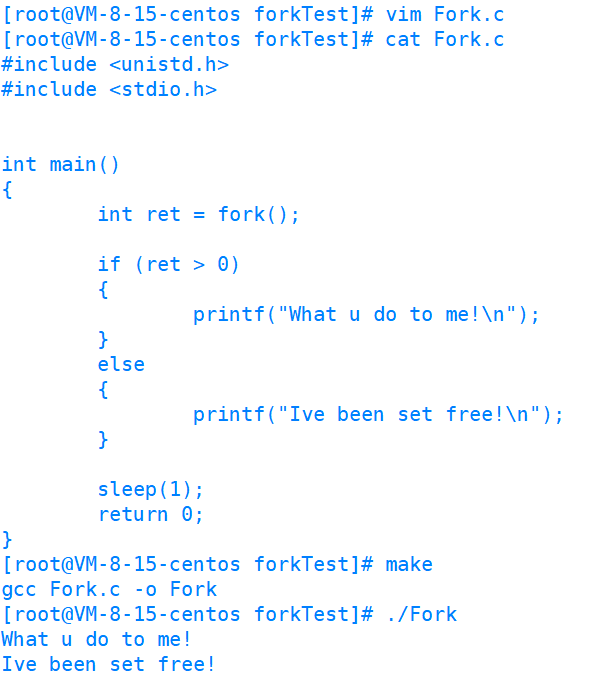 [root@VM-8-15-centos forkTest]# vim Fork.c
[root@VM-8-15-centos forkTest]# cat Fork.c
#include <unistd.h>
#include <stdio.h>
int main()
{
        int ret = fork();
        if (ret > 0)
        {
                printf("What u do to me!\n");
        }
        else
        {
                printf("Ive been set free!\n");
        }
        sleep(1);
        return 0;
}
[root@VM-8-15-centos forkTest]# make
gcc Fork.c -o Fork
[root@VM-8-15-centos forkTest]# ./Fork
What u do to me!
Ive been set free!